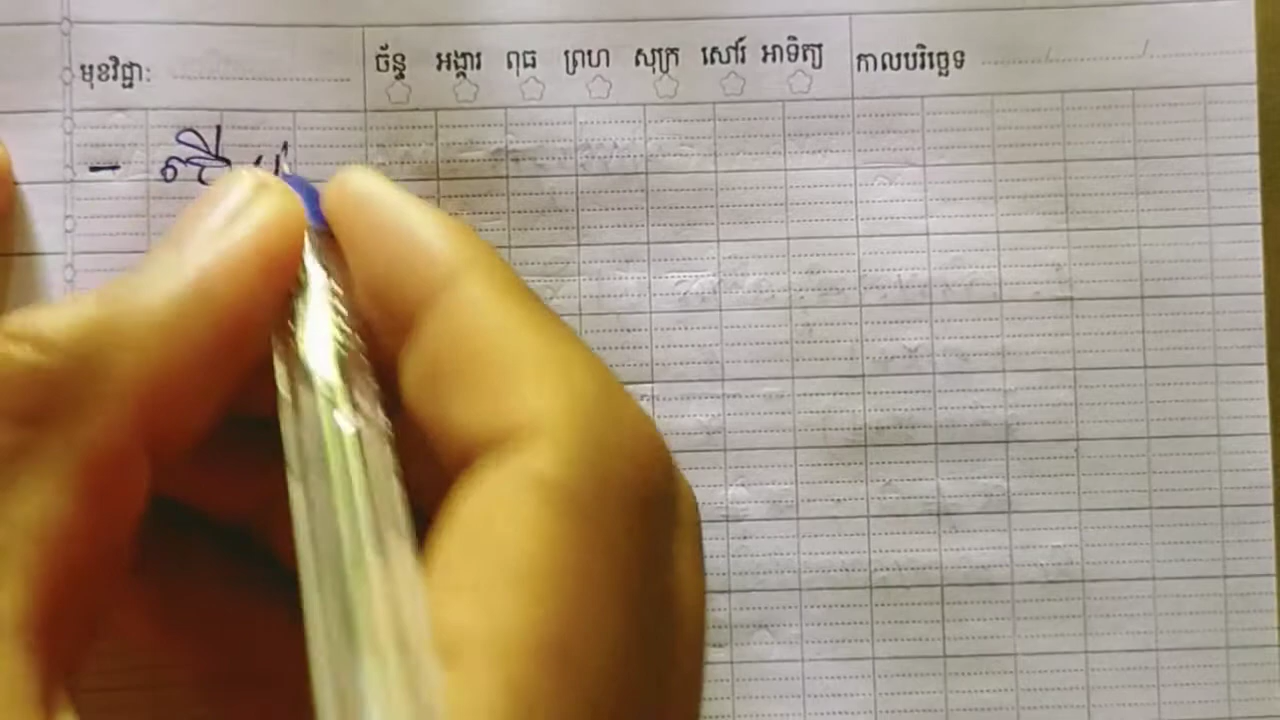 មុខវិជ្ជា: ច័ន្ទ អង្គារ ពុធ ព្រហ សុក្រ សៅរ៍ អាទិត្យ កាលបរិច្ឆេទ / /
-